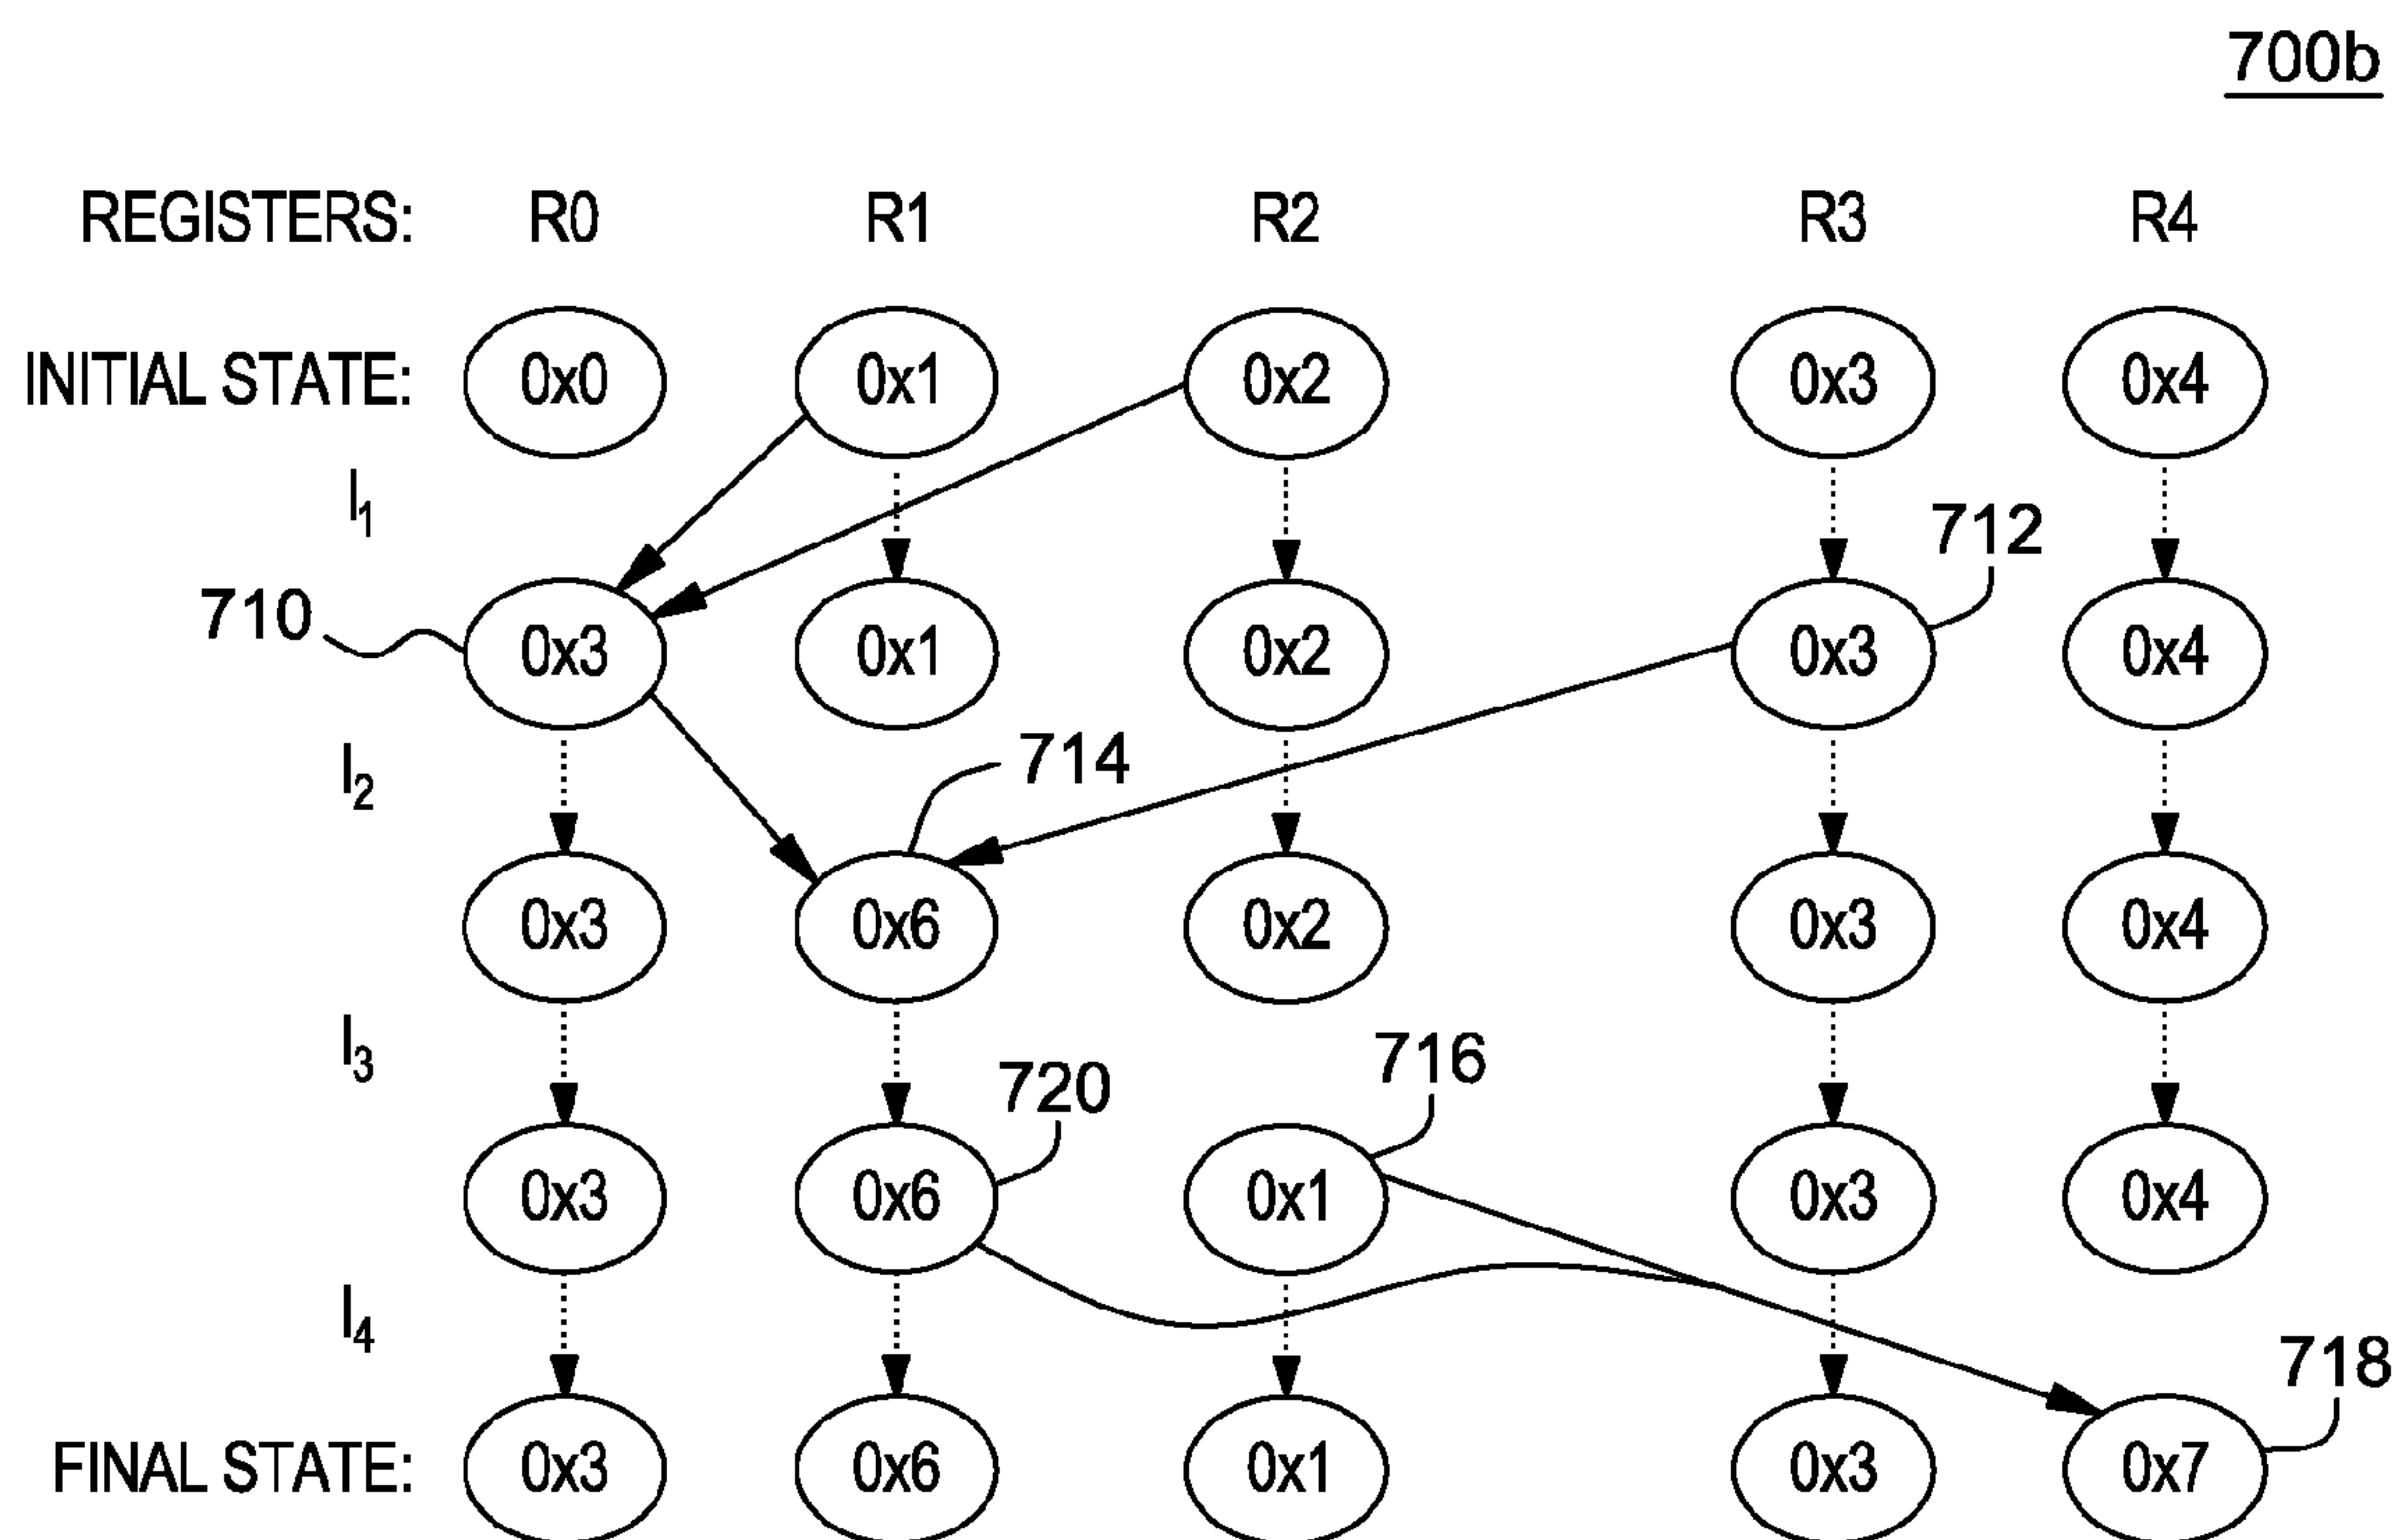 700b
REGISTERS: R0 R1 R2 R3 R4
INITIAL STATE: 0x0 0x1 0x2 0x3 0x4
I1
712
710
0x3 0x1 0x2 0x3 0x4
I2
714
0x3 0x6 0x2 0x3 0x4
I3
716
720
0x3 0x6 0x1 0x3 0x4
I4
718
FINAL STATE: 0x3 0x6 0x1 0x3 0x7